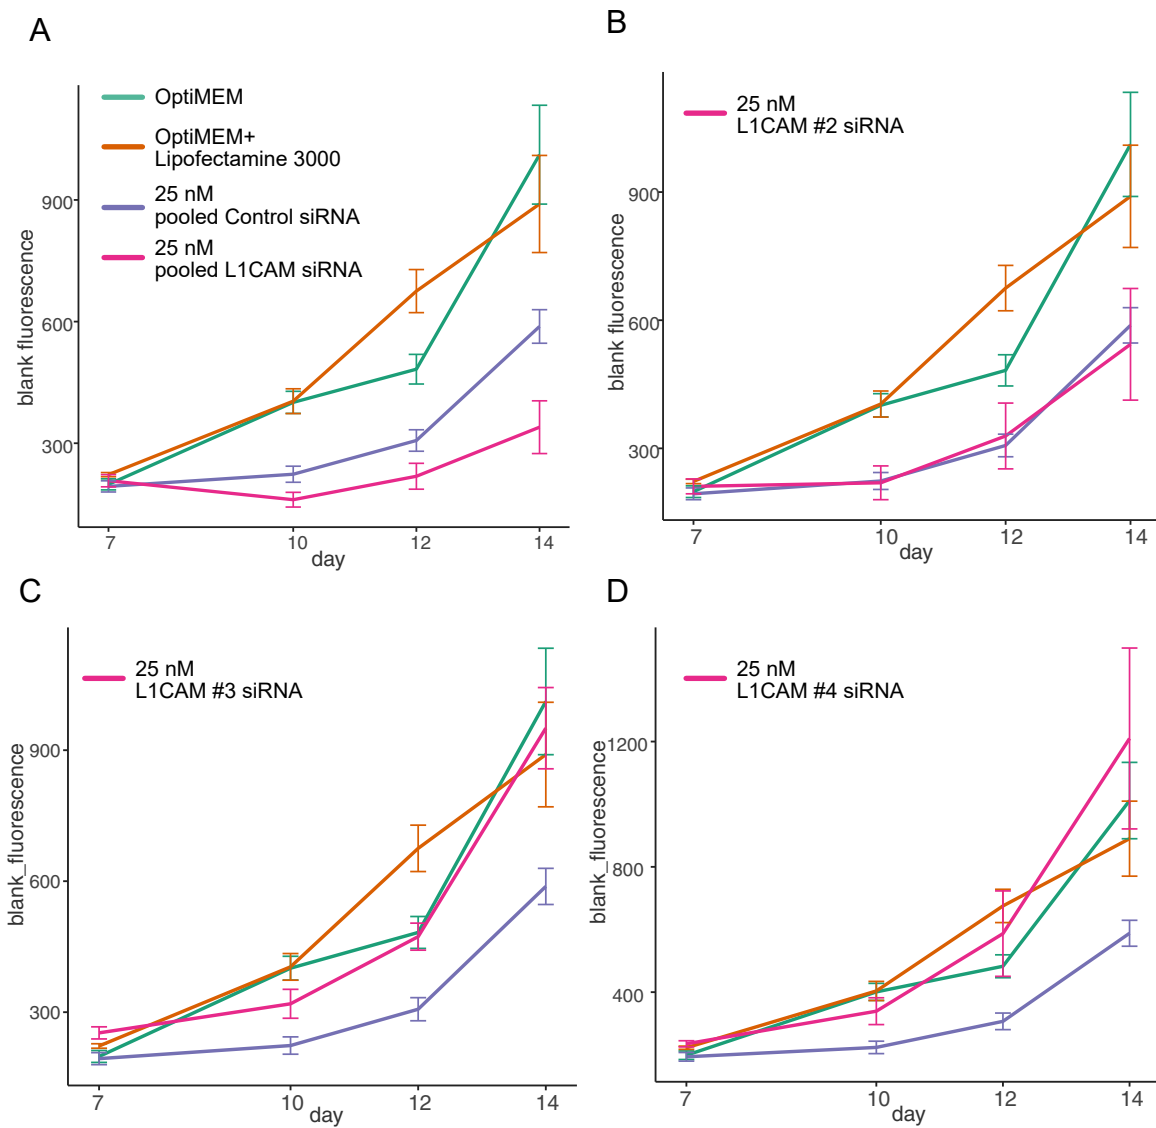 A
OptiMEM
OptiMEM+
Lipofectamine 3000
25 nM
pooled Control siRNA
25 nM
pooled L1CAM siRNA
900
600
300
blank fluorescence
7
10
12
14
day
B
25 nM
L1CAM #2 siRNA
900
600
300
blank fluorescence
7
10
12
14
day
C
25 nM
L1CAM #3 siRNA
900
600
300
blank_fluorescence
7
10
12
14
day
D
25 nM
L1CAM #4 siRNA
1200
800
400
blank_fluorescence
7
10
12
14
day